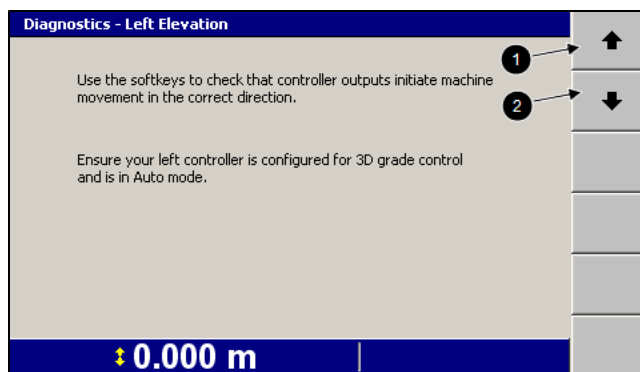 Diagnostics - Left Elevation
1
Use the softkeys to check that controller outputs initiate machine
movement in the correct direction.
2
Ensure your left controller is configured for 3D grade control
and is in Auto mode.
0.000 m